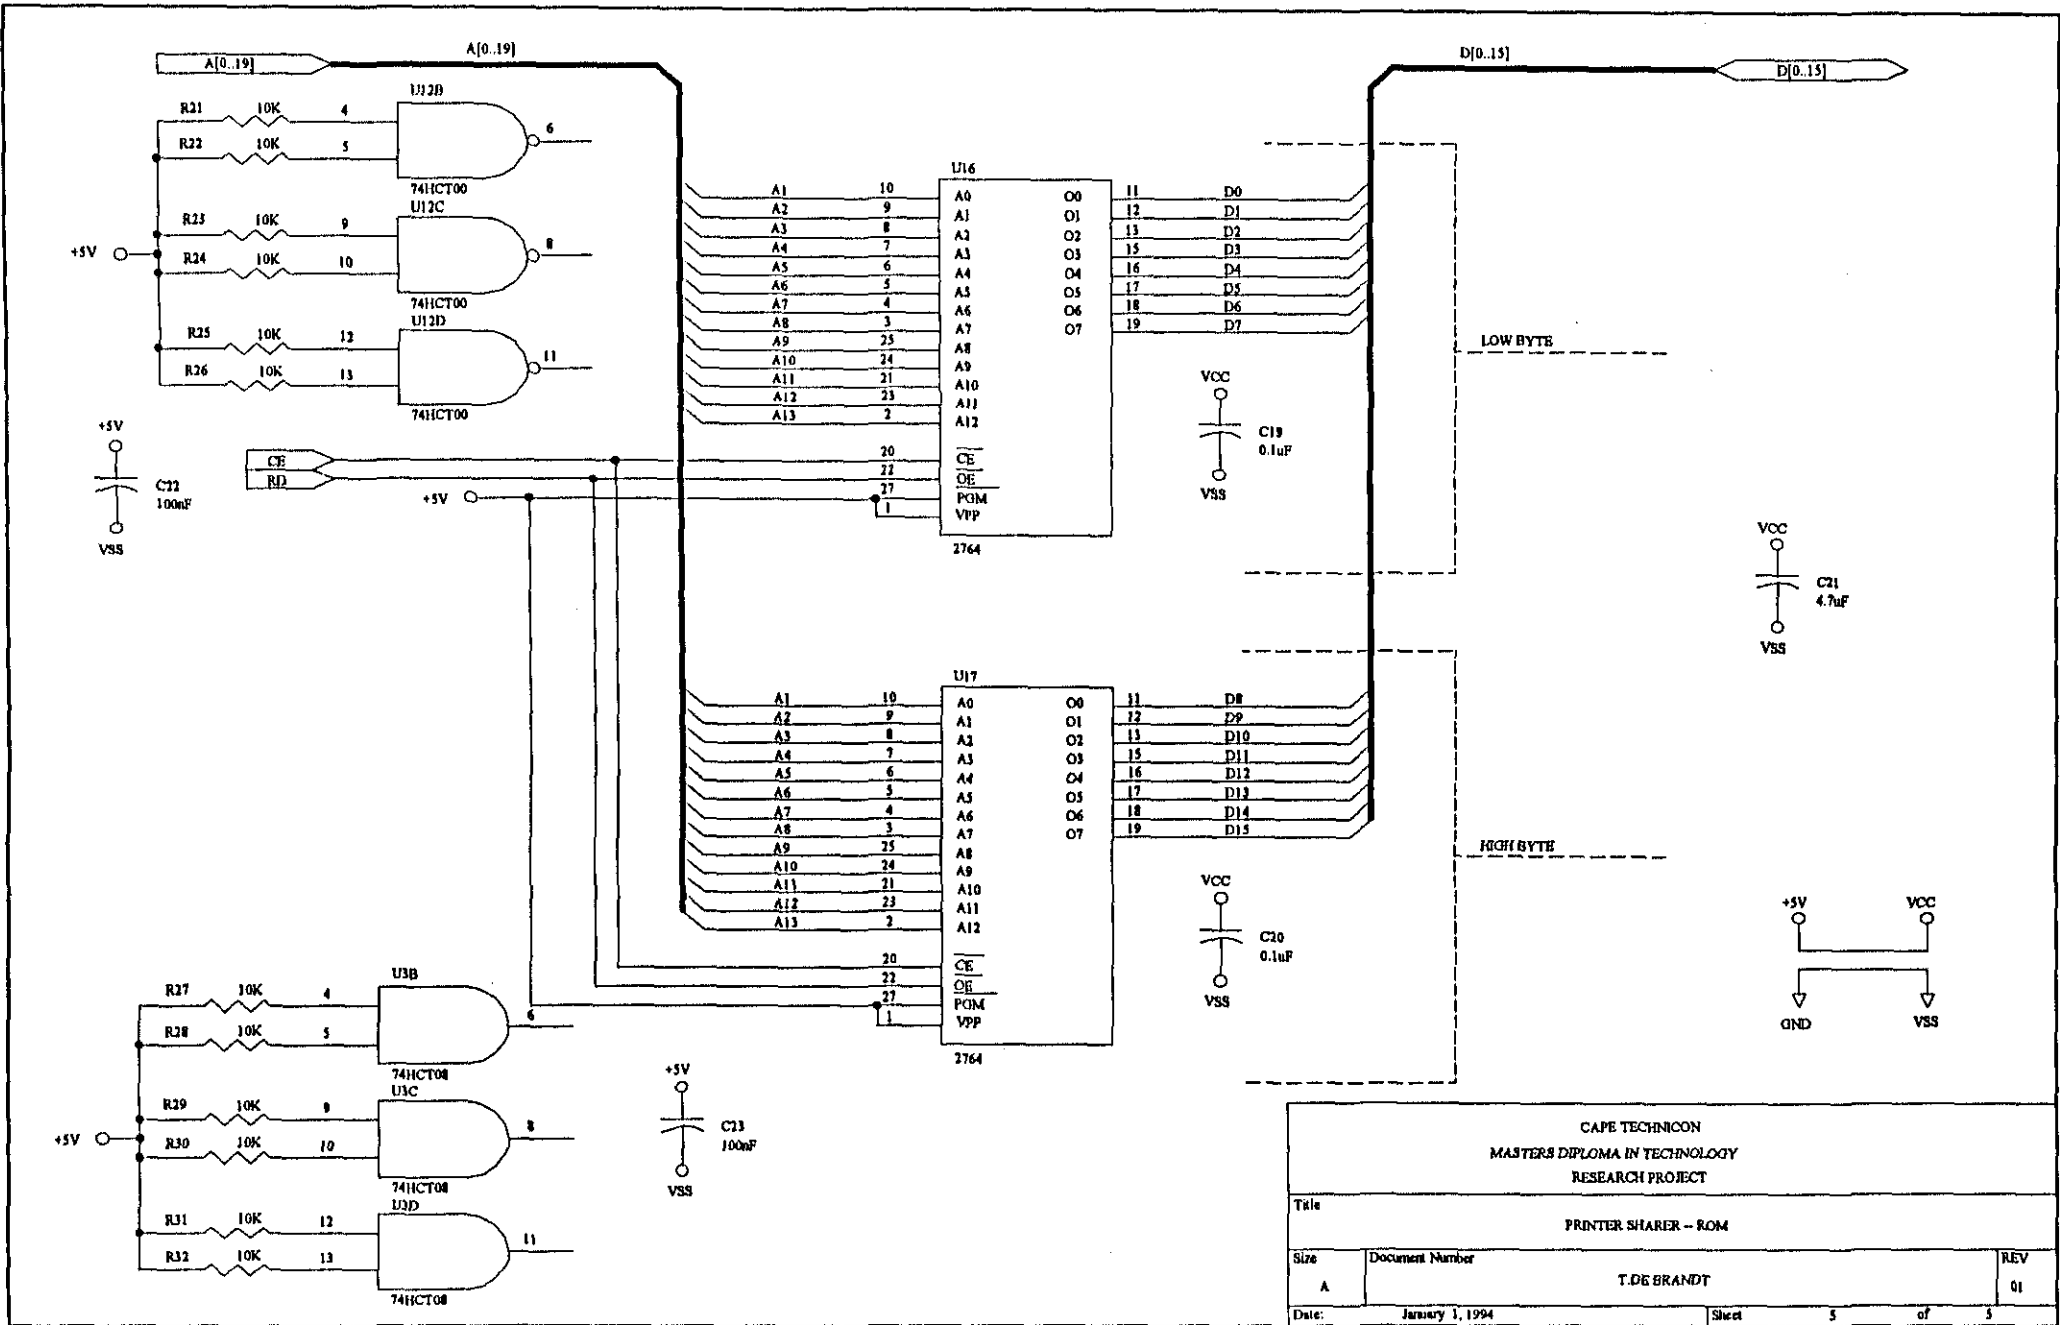 A[0..19]
A[0..19]
D[0..15]
D[0..15]
U12B
R21 10K 4
6
R22 10K 5
74HCT00
U12C
R23 10K 9
8
+5V
R24 10K 10
74HCT00
U12D
R25 10K 12
11
R26 10K 13
74HCT00
+5V
C22
100nF
VSS
CE
RD
+5V
U16
A1 10 A0 O0 11 D0
A2 9 A1 O1 12 D1
A3 8 A2 O2 13 D2
A4 7 A3 O3 15 D3
A5 6 A4 O4 16 D4
A6 5 A5 O5 17 D5
A7 4 A6 O6 18 D6
A8 3 A7 O7 19 D7
A9 25 A8
A10 24 A9
A11 21 A10
A12 23 A11
A13 2 A12
20 CE
22 OE
27 PGM
1 VPP
2764
LOW BYTE
VCC
C19
0.1uF
VSS
VCC
C21
4.7uF
VSS
U17
A1 10 A0 O0 11 D8
A2 9 A1 O1 12 D9
A3 8 A2 O2 13 D10
A4 7 A3 O3 15 D11
A5 6 A4 O4 16 D12
A6 5 A5 O5 17 D13
A7 4 A6 O6 18 D14
A8 3 A7 O7 19 D15
A9 25 A8
A10 24 A9
A11 21 A10
A12 23 A11
A13 2 A12
20 CE
22 OE
27 PGM
1 VPP
2764
HIGH BYTE
VCC
C20
0.1uF
VSS
+5V VCC
GND VSS
U3B
R27 10K 4
6
R28 10K 5
74HCT08
U3C
R29 10K 9
8
+5V
R30 10K 10
74HCT08
U3D
R31 10K 12
11
R32 10K 13
74HCT08
+5V
C23
100nF
VSS
CAPE TECHNICON
MASTERS DIPLOMA IN TECHNOLOGY
RESEARCH PROJECT
Title
PRINTER SHARER -- ROM
Size Document Number REV
A T.DE BRANDT 01
Date: January 1, 1994 Sheet 5 of 5